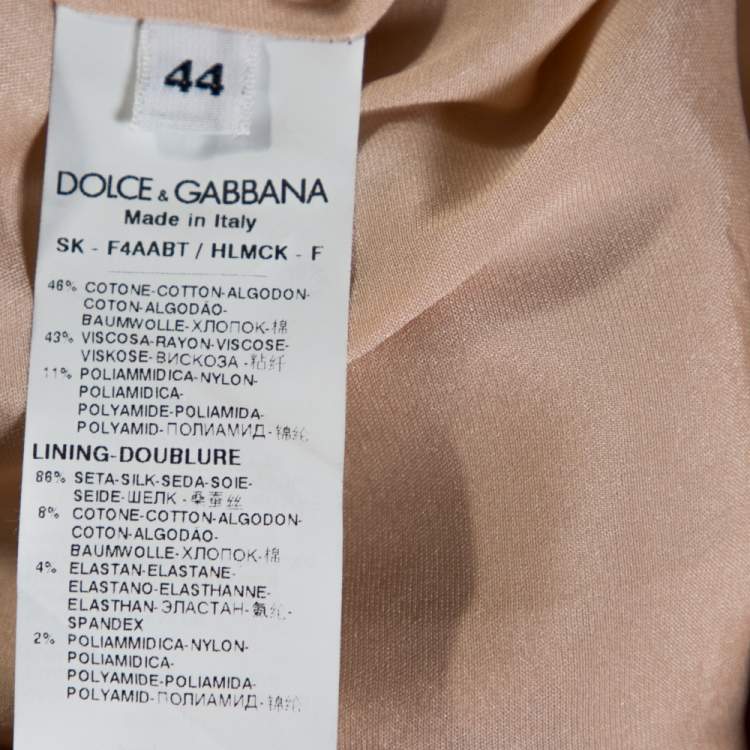 44
DOLCE & GABBANA
Made in Italy
SK - F4AABT / HLMCK - F
46% COTONE-COTTON-ALGODON-
COTON-ALGODÃO-
BAUMWOLLE-ХЛОПОК-棉
43% VISCOSA-RAYON-VISCOSE-
VISKOSE-ВИСКОЗА -粘纤
11% POLIAMMIDICA-NYLON-
POLIAMIDICA-
POLYAMIDE-POLIAMIDA-
POLYAMID-ПОЛИАМИД-锦纶
LINING-DOUBLURE
86% SETA-SILK-SEDA-SOIE-
SEIDE-ШЕЛК -桑蚕丝
8% COTONE-COTTON-ALGODON-
COTON-ALGODÃO-
BAUMWOLLE-ХЛОПОК-棉
4% ELASTAN-ELASTANE-
ELASTANO-ELASTHANNE-
ELASTHAN-ЭЛАСТАН-氨纶-
SPANDEX
2% POLIAMMIDICA-NYLON-
POLIAMIDICA-
POLYAMIDE-POLIAMIDA-
POLYAMID-ПОЛИАМИД-锦纶